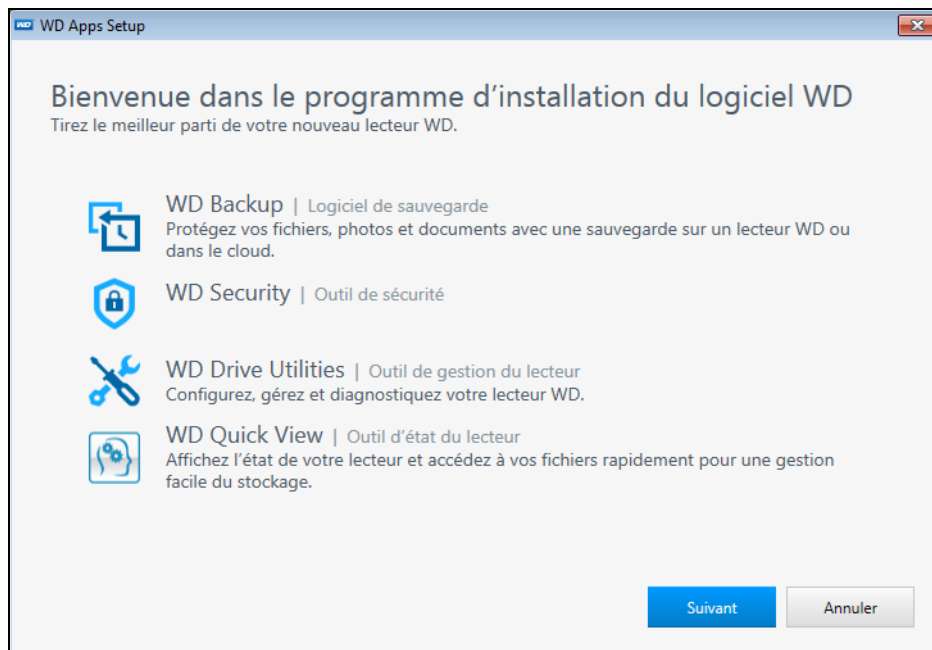 WD WD Apps Setup
Bienvenue dans le programme d'installation du logiciel WD
Tirez le meilleur parti de votre nouveau lecteur WD.
WD Backup | Logiciel de sauvegarde
Protégez vos fichiers, photos et documents avec une sauvegarde sur un lecteur WD ou
dans le cloud.
WD Security | Outil de sécurité
WD Drive Utilities | Outil de gestion du lecteur
Configurez, gérez et diagnostiquez votre lecteur WD.
WD Quick View | Outil d'état du lecteur
Affichez l'état de votre lecteur et accédez à vos fichiers rapidement pour une gestion
facile du stockage.
Suivant Annuler